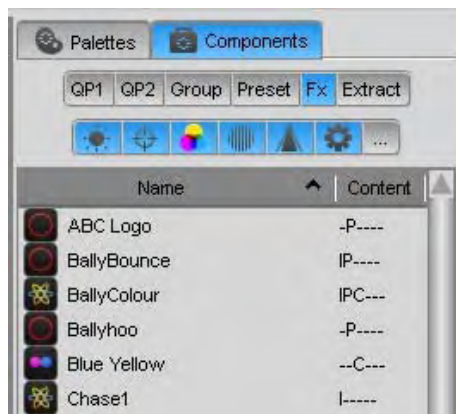 Palettes Components
QP1 QP2 Group Preset Fx Extract
...
Name Content
ABC Logo -P----
BallyBounce IP----
BallyColour IPC---
Ballyhoo -P----
Blue Yellow --C---
Chase1 I-----